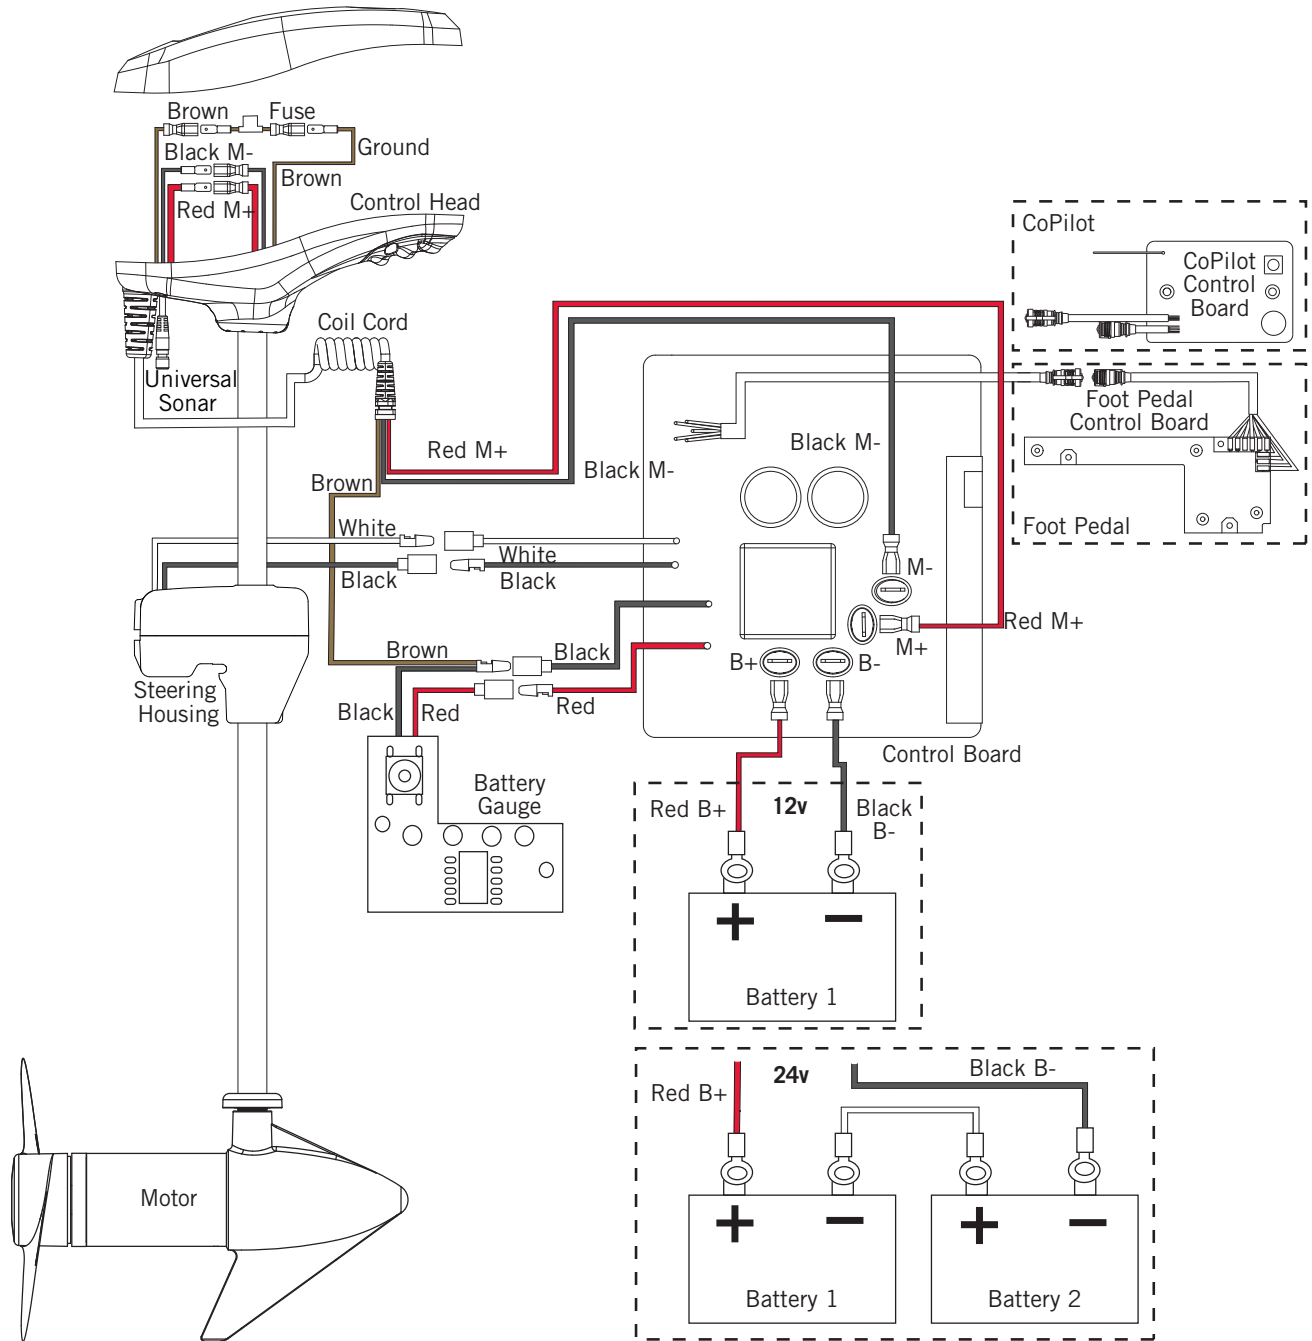 Brown
Fuse
Black M-
Ground
Brown
Red M+
Control Head
CoPilot
CoPilot
Control
Board
Coil Cord
Universal
Sonar
Foot Pedal
Control Board
Red M+
Black M-
Black M-
Brown
Foot Pedal
White
White
Black
Black
M-
Red M+
M+
Brown
Black
B+
B-
Steering
Housing
Black
Red
Red
Control Board
Battery
Gauge
Red B+
12v
Black
B-
+
−
Battery 1
24v
Black B-
Red B+
Motor
+
−
+
−
Battery 1
Battery 2